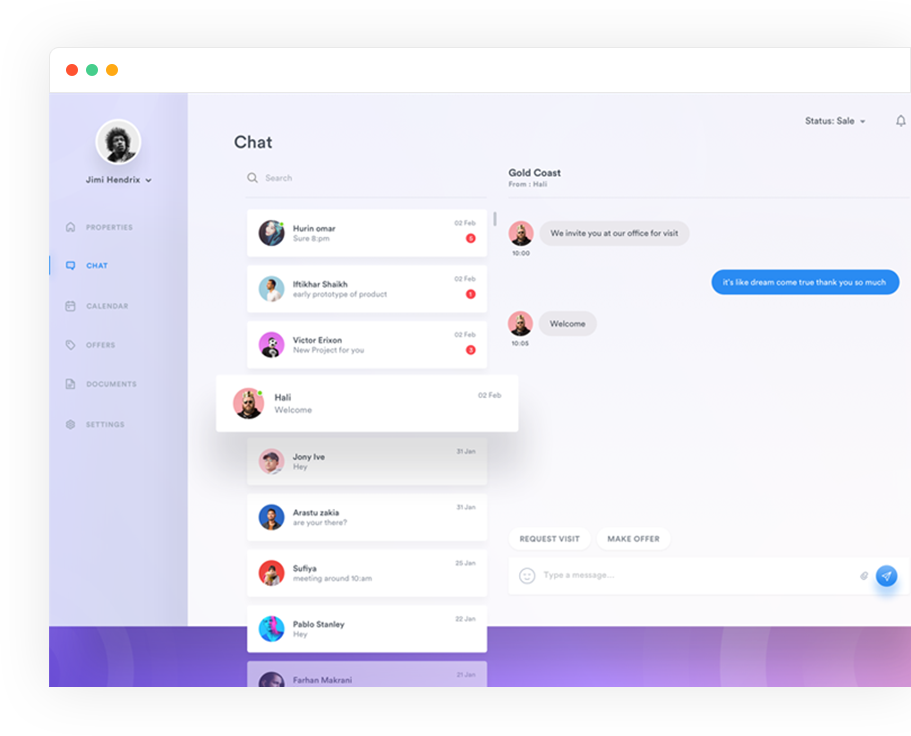 Jimi Hendrix
PROPERTIES
CHAT
CALENDAR
OFFERS
DOCUMENTS
SETTINGS
Chat
Search
Hurin omar
02 Feb
Sure 8:pm
5
Iftikhar Shaikh
02 Feb
early prototype of product
1
Victor Erixon
02 Feb
New Project for you
3
Hali
02 Feb
Welcome
Jony Ive
31 Jan
Hey
Arastu zakia
31 Jan
are your there?
Sufiya
25 Jan
meeting around 10:am
Pablo Stanley
22 Jan
Hey
Farhan Makrani
21 Jan
Status: Sale
Gold Coast
From : Hali
We invite you at our office for visit
10:00
it's like dream come true thank you so much
Welcome
10:05
REQUEST VISIT
MAKE OFFER
Type a message...